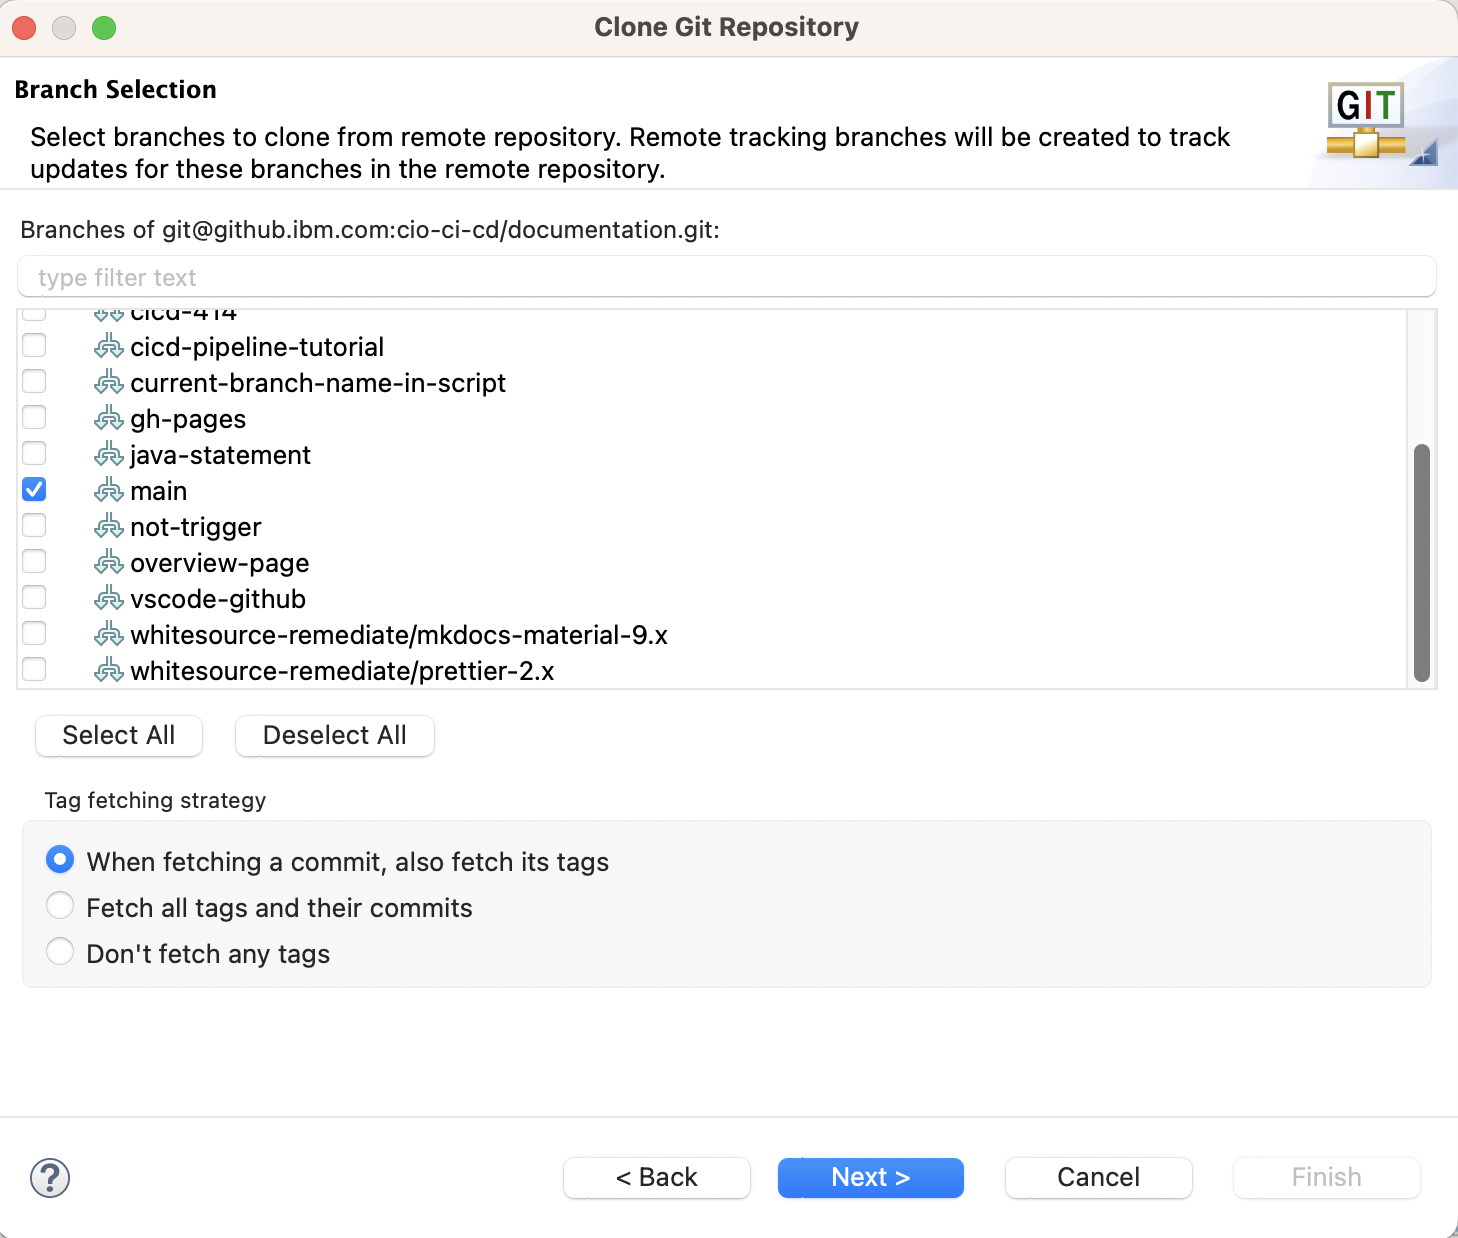 Clone Git Repository
Branch Selection
GIT
Select branches to clone from remote repository. Remote tracking branches will be created to track
updates for these branches in the remote repository.
Branches of git@github.ibm.com:cio-ci-cd/documentation.git:
type filter text
cicd-414
cicd-pipeline-tutorial
current-branch-name-in-script
gh-pages
java-statement
main
not-trigger
overview-page
vscode-github
whitesource-remediate/mkdocs-material-9.x
whitesource-remediate/prettier-2.x
Select All
Deselect All
Tag fetching strategy
When fetching a commit, also fetch its tags
Fetch all tags and their commits
Don't fetch any tags
?
< Back
Next >
Cancel
Finish